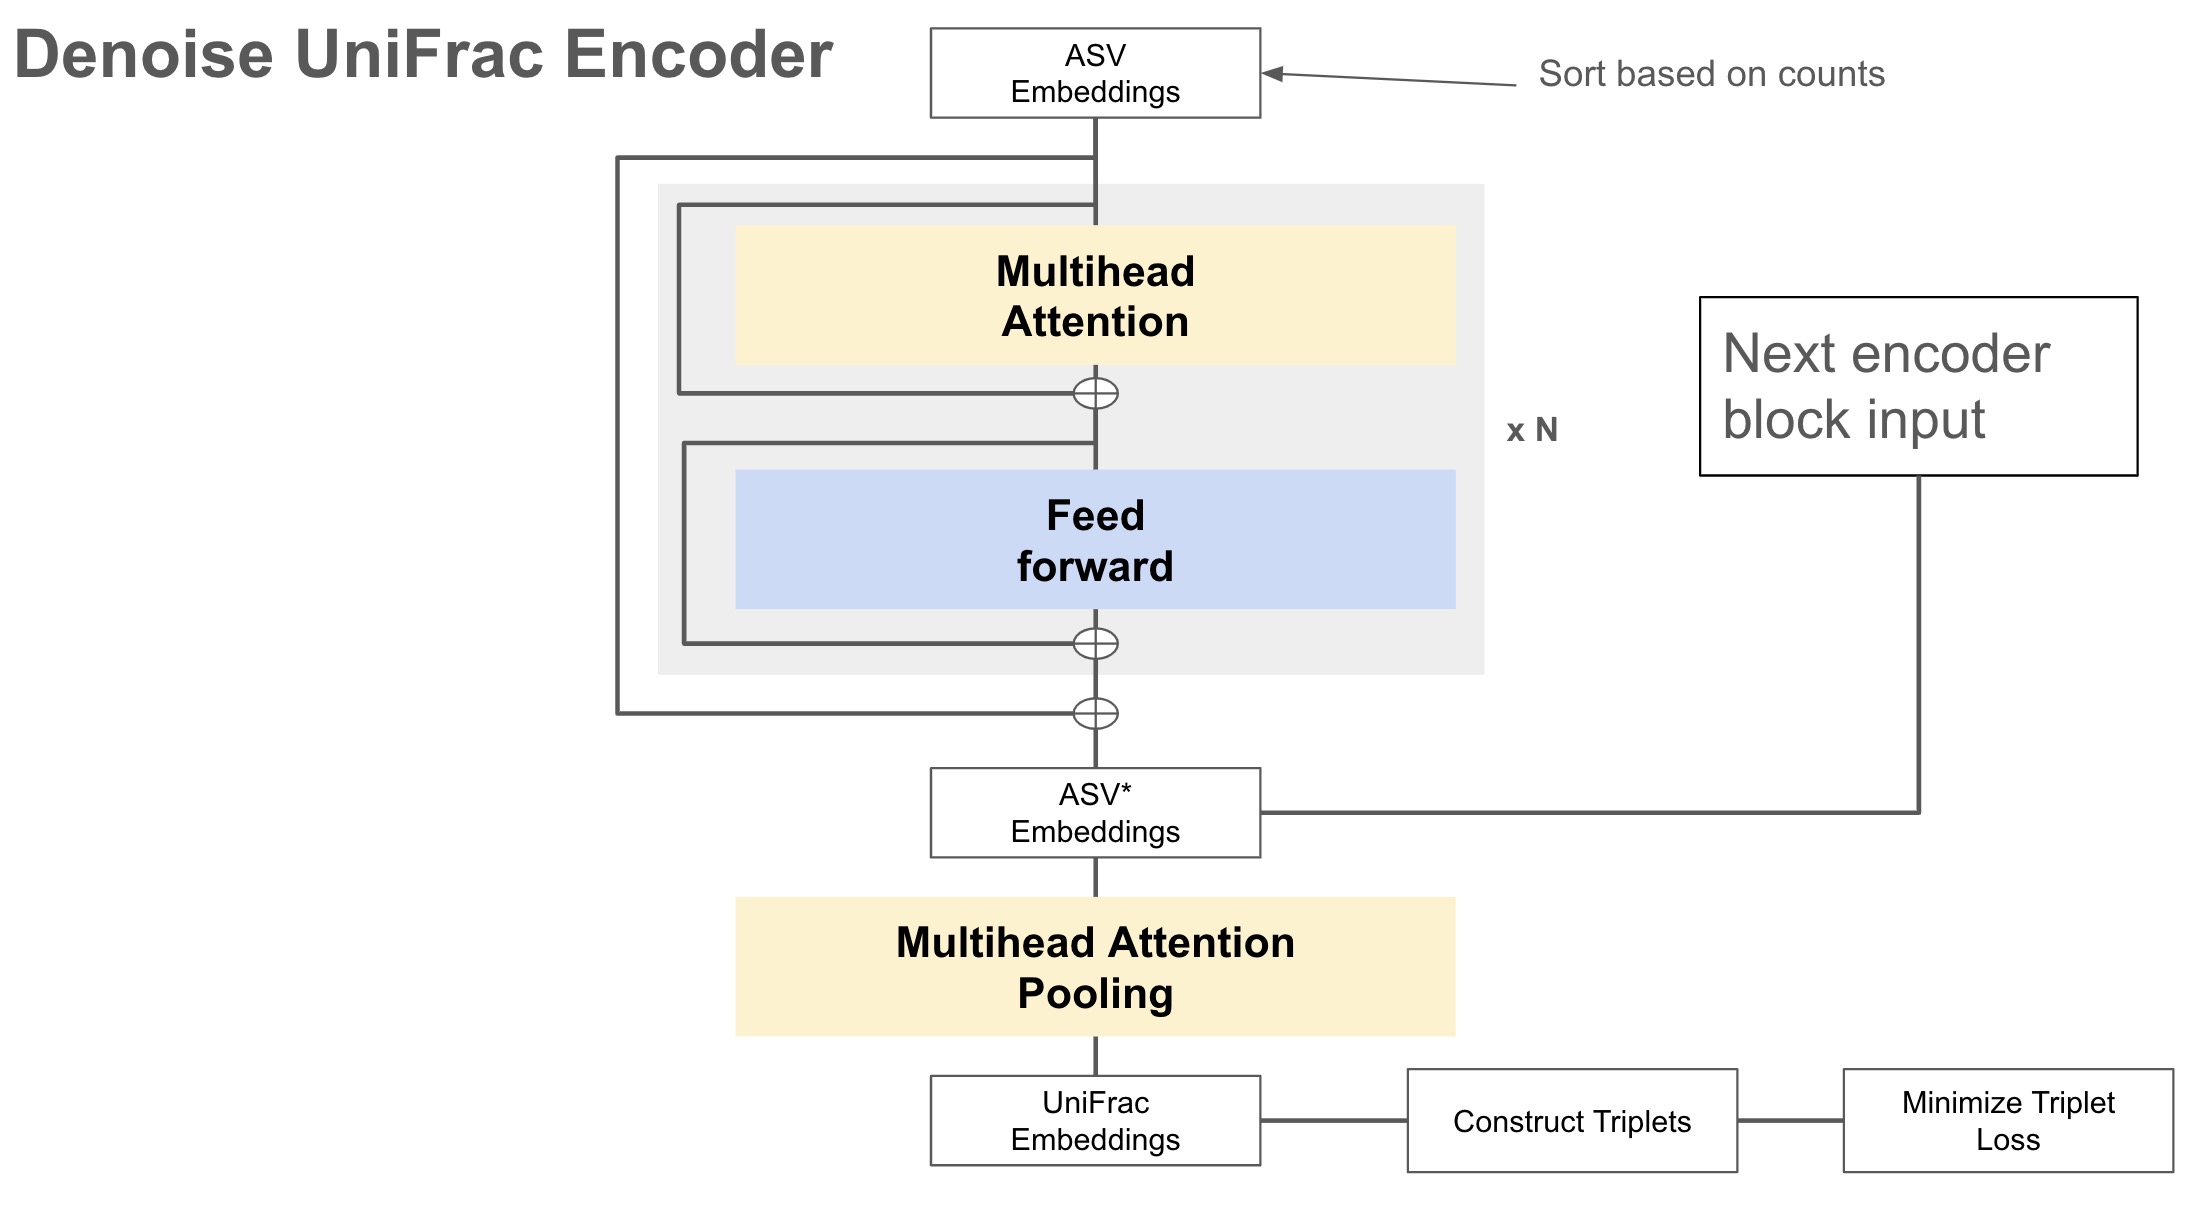 Denoise UniFrac Encoder
ASV
Embeddings
Sort based on counts
Multihead
Attention
Next encoder
block input
x N
Feed
forward
ASV*
Embeddings
Multihead Attention
Pooling
UniFrac
Embeddings
Construct Triplets
Minimize Triplet
Loss